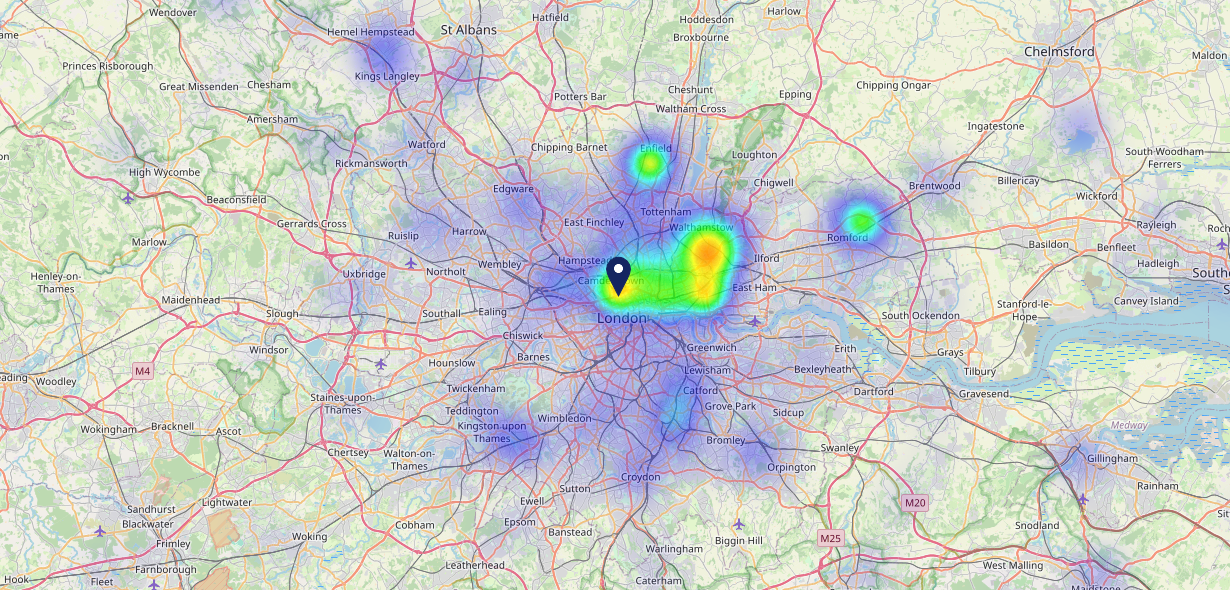 Wendover
Hatfield
Hoddesdon
Harlow
Hemel Hempstead
St Albans
Broxbourne
Chelmsford
Maldon
Princes Risborough
Kings Langley
Great Missenden
Chesham
Potters Bar
Cheshunt
Epping
Chipping Ongar
Waltham Cross
Amersham
Ingatestone
Watford
Chipping Barnet
Enfield
Loughton
South Woodham
Ferrers
Rickmansworth
High Wycombe
Edgware
Chigwell
Brentwood
Billericay
Wickford
Beaconsfield
Tottenham
Gerrards Cross
East Finchley
Walthamstow
Rayleigh
Ruislip
Harrow
Romford
Marlow
Basildon
Benfleet
Hampstead
Ilford
Wembley
Hadleigh
Uxbridge
Northolt
Henley-on-
Thames
East Ham
Maidenhead
Canvey Island
Stanford-le-
Hope
Slough
Southall
Ealing
London
South Ockendon
Chiswick
Windsor
Greenwich
Erith
Grays
Barnes
Hounslow
M4
Lewisham
Bexleyheath
Tilbury
Woodley
Twickenham
Catford
Dartford
Gravesend
Staines-upon-
Thames
Teddington
Grove Park
Sidcup
Wimbledon
Kingston upon
Thames
Medway
Wokingham
Bracknell
Ascot
Bromley
Swanley
Chertsey
Walton-on-
Thames
Gillingham
Orpington
Croydon
Rainham
Sutton
Lightwater
Ewell
M20
Sandhurst
Blackwater
Cobham
Epsom
Banstead
Snodland
Woking
M25
Biggin Hill
Frimley
Warlingham
Leatherhead
West Malling
Farnborough
Hook
Fleet
Caterham
Maidstone